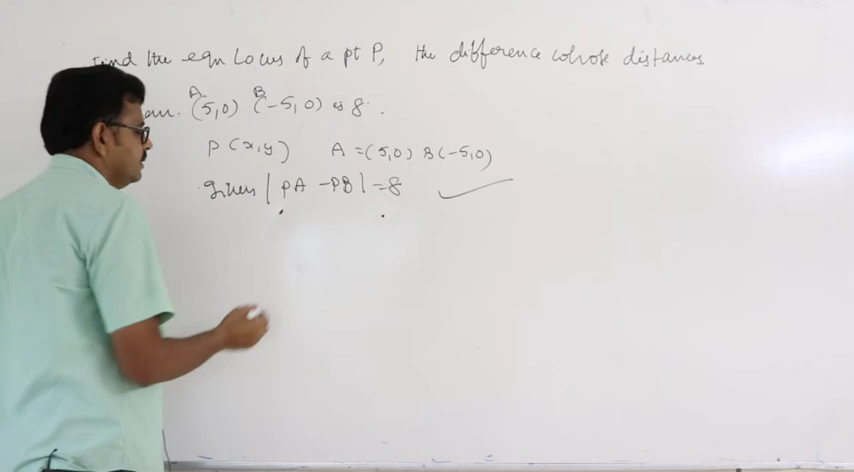 Find the eqn Locus of a pt P, the difference whose distances
A B
(5,0) (-5,0) is 8.
P(x,y) A=(5,0) B(-5,0)
given |PA-PB|=8